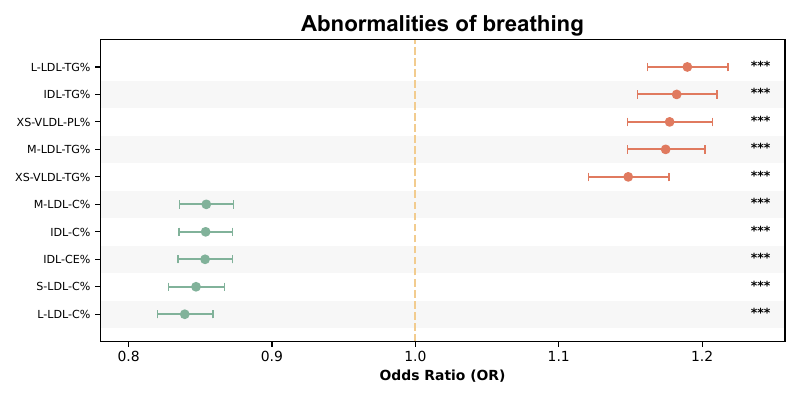 Abnormalities of breathing
L-LDL-TG% ***
IDL-TG% ***
XS-VLDL-PL% ***
M-LDL-TG% ***
XS-VLDL-TG% ***
M-LDL-C% ***
IDL-C% ***
IDL-CE% ***
S-LDL-C% ***
L-LDL-C% ***
0.8 0.9 1.0 1.1 1.2
Odds Ratio (OR)